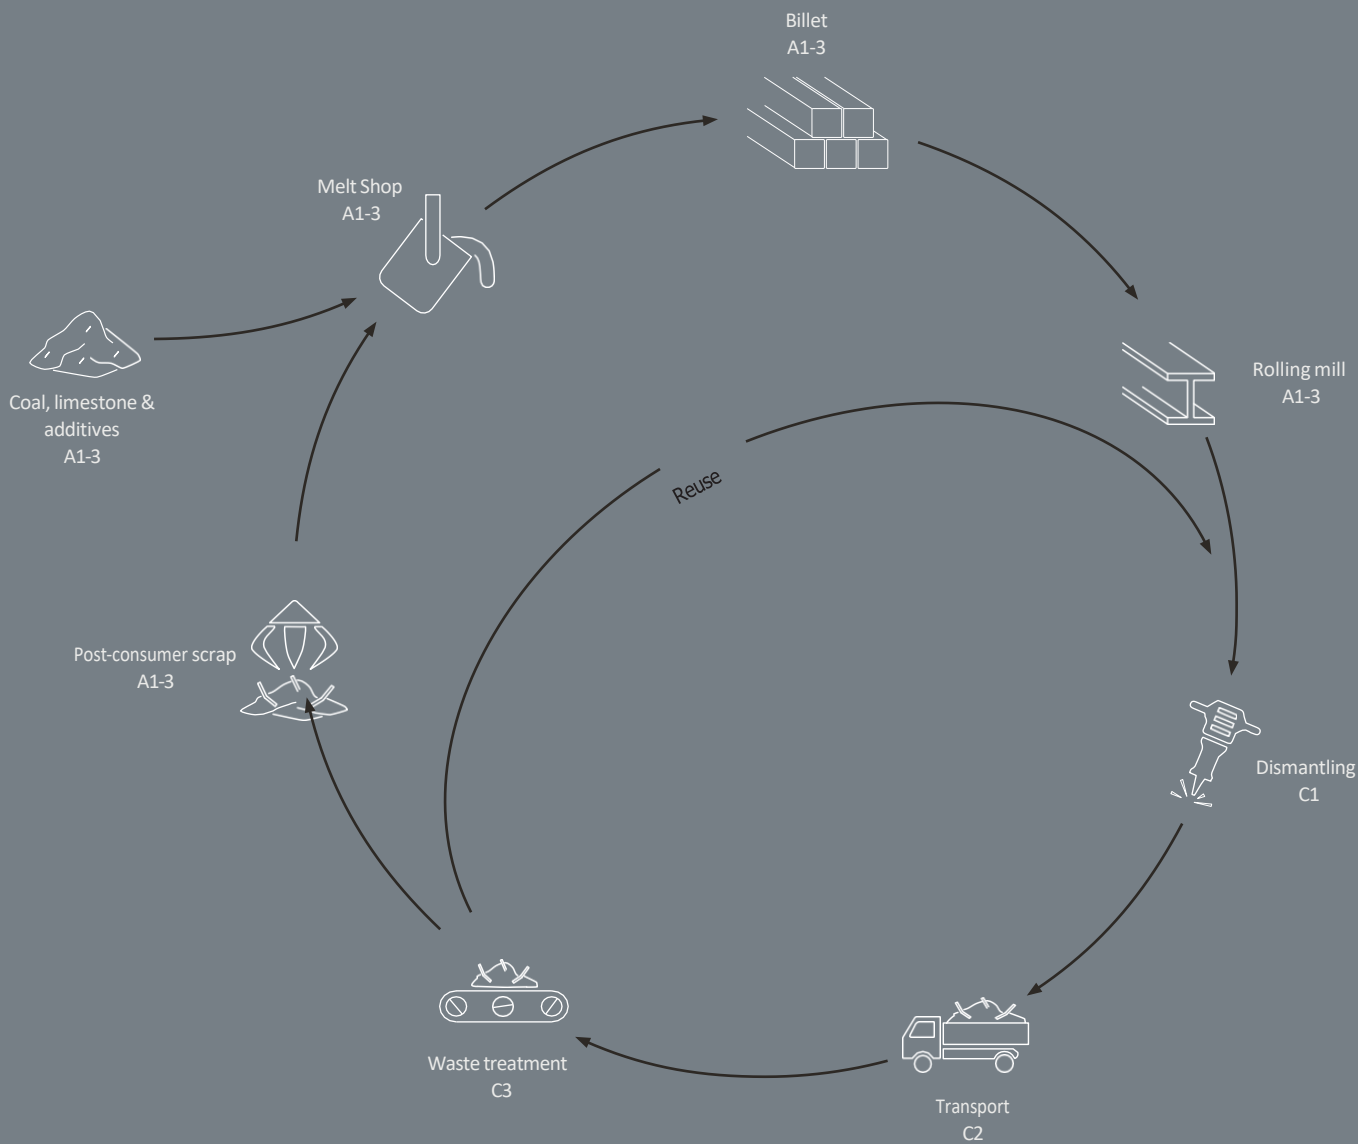 Billet
A1-3
Melt Shop
A1-3
Rolling mill
A1-3
Coal, limestone &
additives
A1-3
Reuse
Post-consumer scrap
A1-3
Dismantling
C1
Waste treatment
C3
Transport
C2